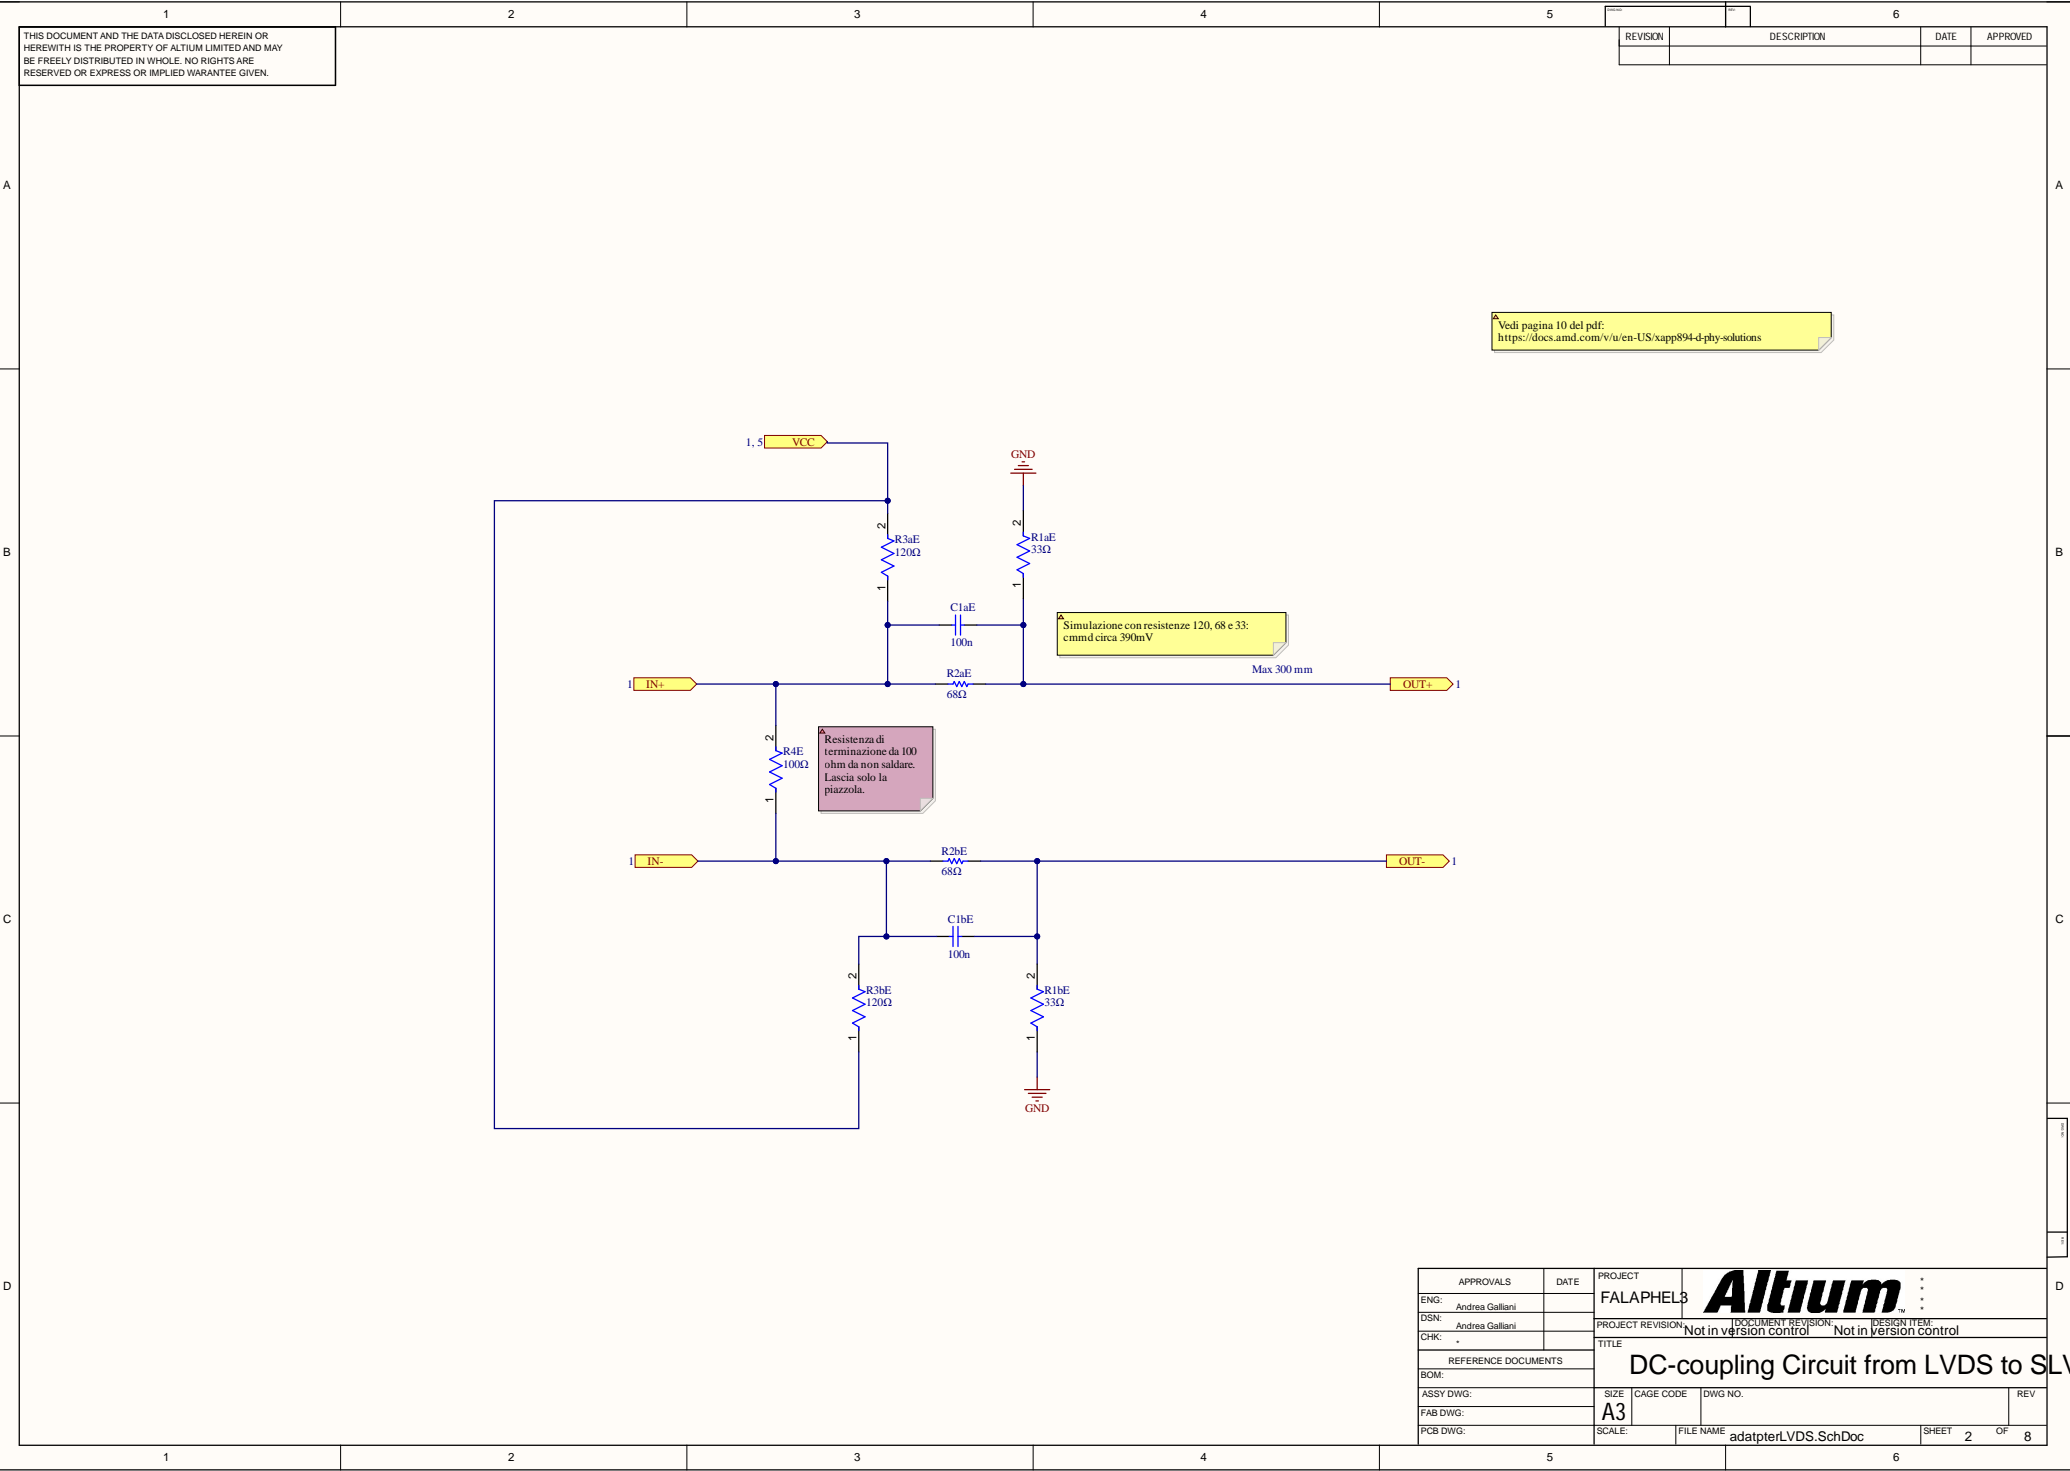 1 2 3 4 5 6
THIS DOCUMENT AND THE DATA DISCLOSED HEREIN OR
HEREWITH IS THE PROPERTY OF ALTIUM LIMITED AND MAY
BE FREELY DISTRIBUTED IN WHOLE. NO RIGHTS ARE
RESERVED OR EXPRESS OR IMPLIED WARANTEE GIVEN.
REVISION DESCRIPTION DATE APPROVED
A A
Vedi pagina 10 del pdf:
https://docs.amd.com/v/u/en-US/xapp894-d-phy-solutions
1, 5 VCC
GND
B B
2
R3aE
120Ω
1
2
R1aE
33Ω
1
C1aE
100n
Simulazione con resistenze 120, 68 e 33:
cmmd circa 390mV
Max 300 mm
1 IN+
R2aE
68Ω
OUT+ 1
2
R4E
100Ω
1
Resistenza di
terminazione da 100
ohm da non saldare.
Lascia solo la
piazzola.
1 IN-
R2bE
68Ω
OUT- 1
C C
C1bE
100n
2
R3bE
120Ω
1
2
R1bE
33Ω
1
GND
D D
APPROVALS DATE
ENG: Andrea Galliani
DSN: Andrea Galliani
CHK: *
REFERENCE DOCUMENTS
BOM:
ASSY DWG:
FAB DWG:
PCB DWG:
PROJECT
FALAPHEL3
Altium TM
*
*
*
*
PROJECT REVISION: Not in version control DOCUMENT REVISION: Not in version control DESIGN ITEM:
TITLE
DC-coupling Circuit from LVDS to SLV
SIZE A3 CAGE CODE DWG NO. REV
SCALE: FILE NAME adatpterLVDS.SchDoc SHEET 2 OF 8
1 2 3 4 5 6